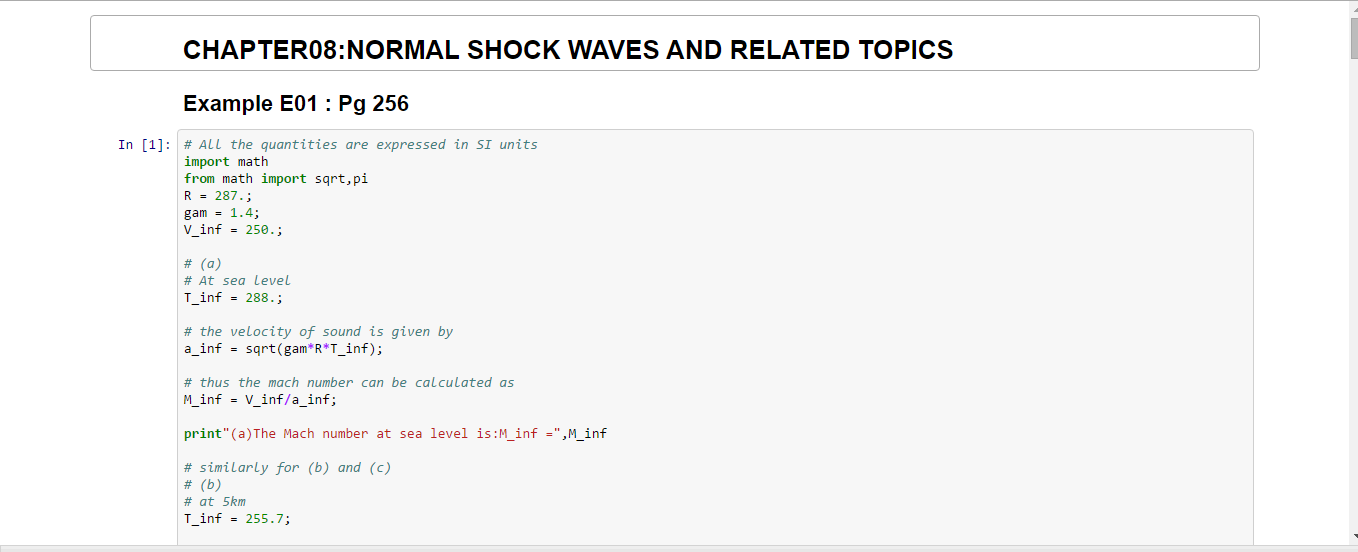 CHAPTER08:NORMAL SHOCK WAVES AND RELATED TOPICS
Example E01 : Pg 256
In [1]:
# All the quantities are expressed in SI units
import math
from math import sqrt,pi
R = 287.;
gam = 1.4;
V_inf = 250.;
# (a)
# At sea level
T_inf = 288.;
# the velocity of sound is given by
a_inf = sqrt(gam*R*T_inf);
# thus the mach number can be calculated as
M_inf = V_inf/a_inf;
print"(a)The Mach number at sea level is:M_inf =",M_inf
# similarly for (b) and (c)
# (b)
# at 5km
T_inf = 255.7;